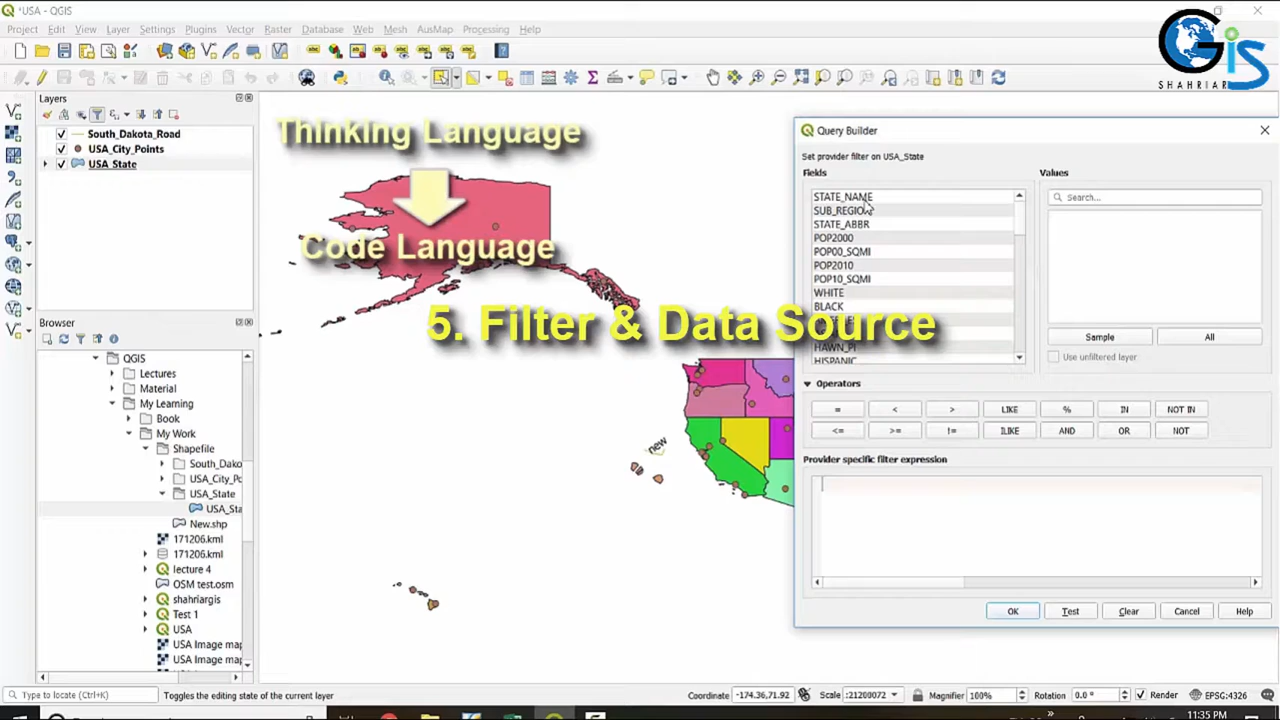 *USA - QGIS
Project Edit View Layer Settings Plugins Vector Raster Database Web Mesh AusMap Processing Help
GIS
SHAHRIAR
Layers
South_Dakota_Road
USA_City_Points
USA_State
Thinking Language
Code Language
5. Filter & Data Source
new
Query Builder
Set provider filter on USA_State
Fields
Values
STATE_NAME
SUB_REGION
STATE_ABBR
POP2000
POP00_SQMI
POP2010
POP10_SQMI
WHITE
BLACK
HAWN_PI
HISPANIC
Search...
Sample
All
Use unfiltered layer
Operators
= < > LIKE % IN NOT IN
<= >= != ILIKE AND OR NOT
Provider specific filter expression
OK Test Clear Cancel Help
Browser
QGIS
Lectures
Material
My Learning
Book
My Work
Shapefile
South_Dako
USA_City_Pc
USA_State
USA_Sta
New.shp
171206.kml
171206.kml
lecture 4
OSM test.osm
shahriargis
Test 1
USA
USA Image map
USA Image map
Type to locate (Ctrl+K)
Toggles the editing state of the current layer
Coordinate -174.36,71.92
Scale :21200072
Magnifier 100%
Rotation 0.0 °
Render
EPSG:4326
11:35 PM